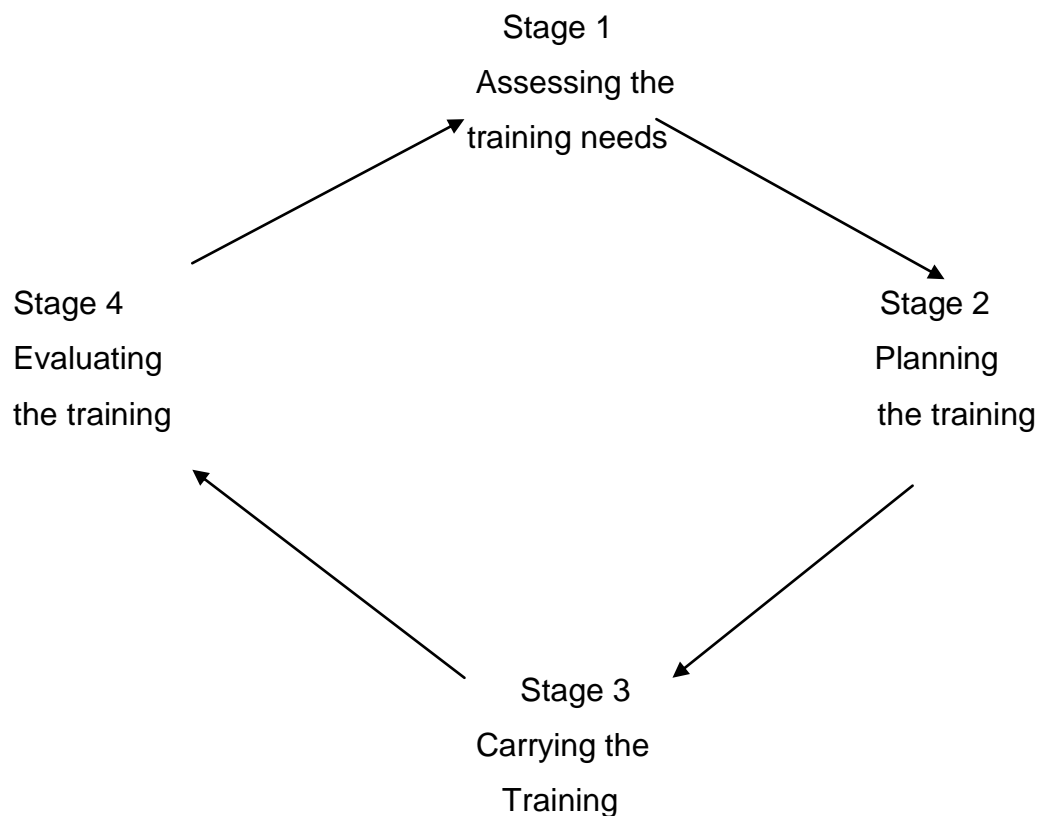 Stage 1
Assessing the
training needs
Stage 4
Evaluating
the training
Stage 2
Planning
the training
Stage 3
Carrying the
Training